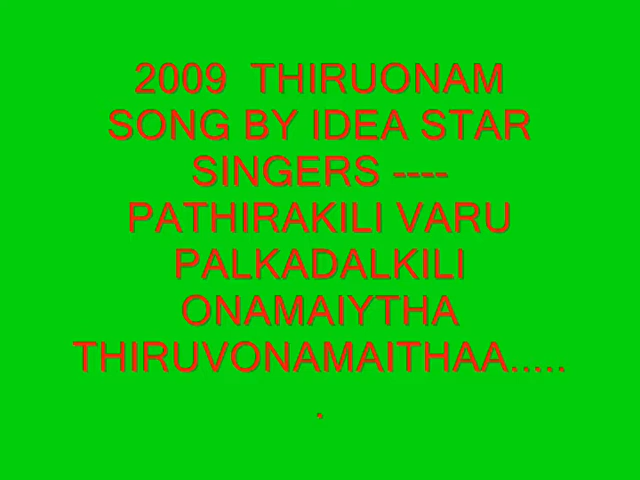 2009  THIRUONAM
SONG BY IDEA STAR
SINGERS ----
PATHIRAKILI VARU
PALKADALKILI
ONAMAIYTHA
THIRUVONAMAITHAA.....
.